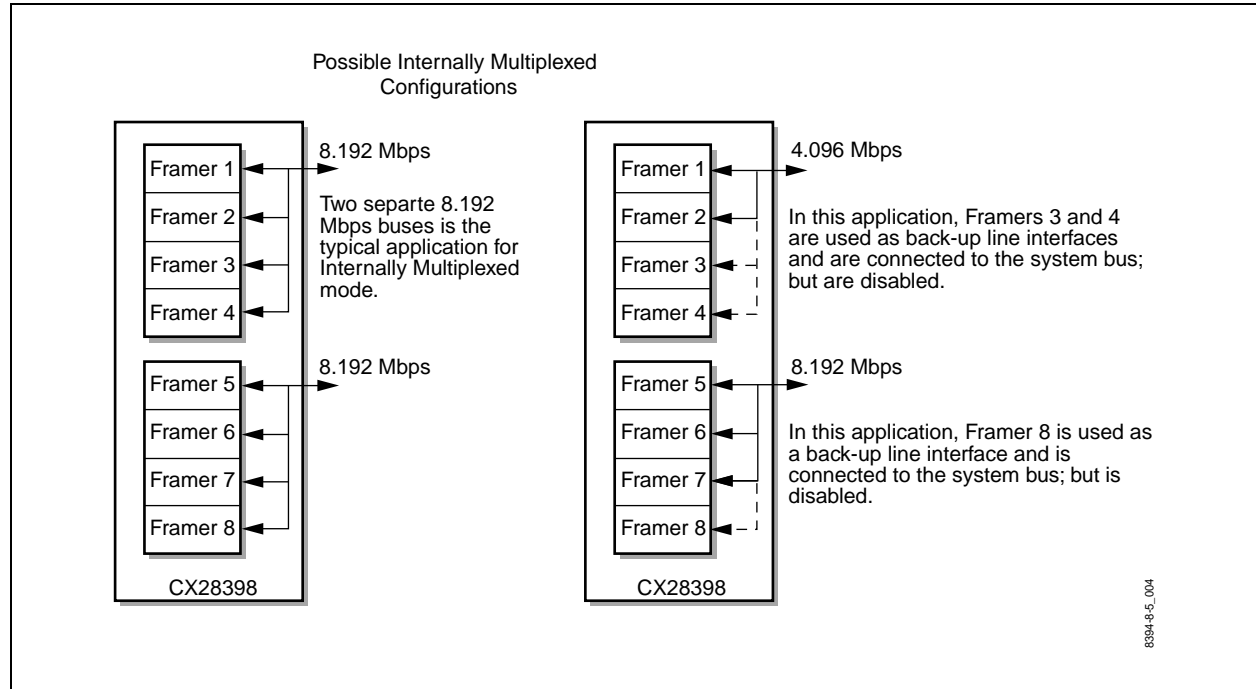 Possible Internally Multiplexed
Configurations
Framer 1
Framer 2
Framer 3
Framer 4
8.192 Mbps
Two separte 8.192
Mbps buses is the
typical application for
Internally Multiplexed
mode.
Framer 5
Framer 6
Framer 7
Framer 8
8.192 Mbps
CX28398
Framer 1
Framer 2
Framer 3
Framer 4
4.096 Mbps
In this application, Framers 3 and 4
are used as back-up line interfaces
and are connected to the system bus;
but are disabled.
Framer 5
Framer 6
Framer 7
Framer 8
8.192 Mbps
In this application, Framer 8 is used as
a back-up line interface and is
connected to the system bus; but is
disabled.
CX28398
8394-8-5_004